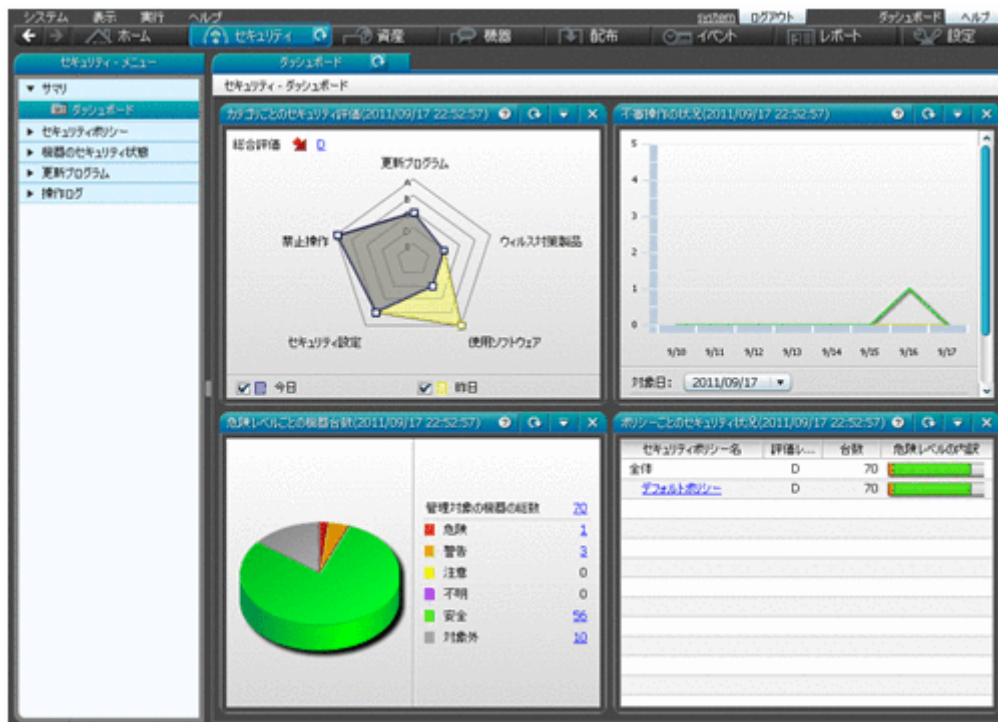 システム 表示 実行 ヘルプ system ログアウト ダッシュボード ヘルプ
ホーム セキュリティ 資産 機器 配布 イベント レポート 設定
セキュリティ - メニュー
サマリ
ダッシュボード
セキュリティポリシー
機器のセキュリティ状態
更新プログラム
操作ログ
ダッシュボード
セキュリティ - ダッシュボード
カテゴリごとのセキュリティ評価(2011/09/17 22:52:57)
総合評価 D
更新プログラム
A
B
D
E
禁止操作
ウィルス対策製品
セキュリティ設定
使用ソフトウェア
今日 昨日
不審操作の状況(2011/09/17 22:52:57)
5
4
3
2
1
0
9/10 9/11 9/12 9/13 9/14 9/15 9/16 9/17
対象日: 2011/09/17
危険レベルごとの機器台数(2011/09/17 22:52:57)
管理対象の機器の総数 70
危険 1
警告 3
注意 0
不明 0
安全 56
対象外 10
ポリシーごとのセキュリティ状況(2011/09/17 22:52:57)
セキュリティポリシー名 評価レ... 台数 危険レベルの内訳
全体 D 70
デフォルトポリシー D 70